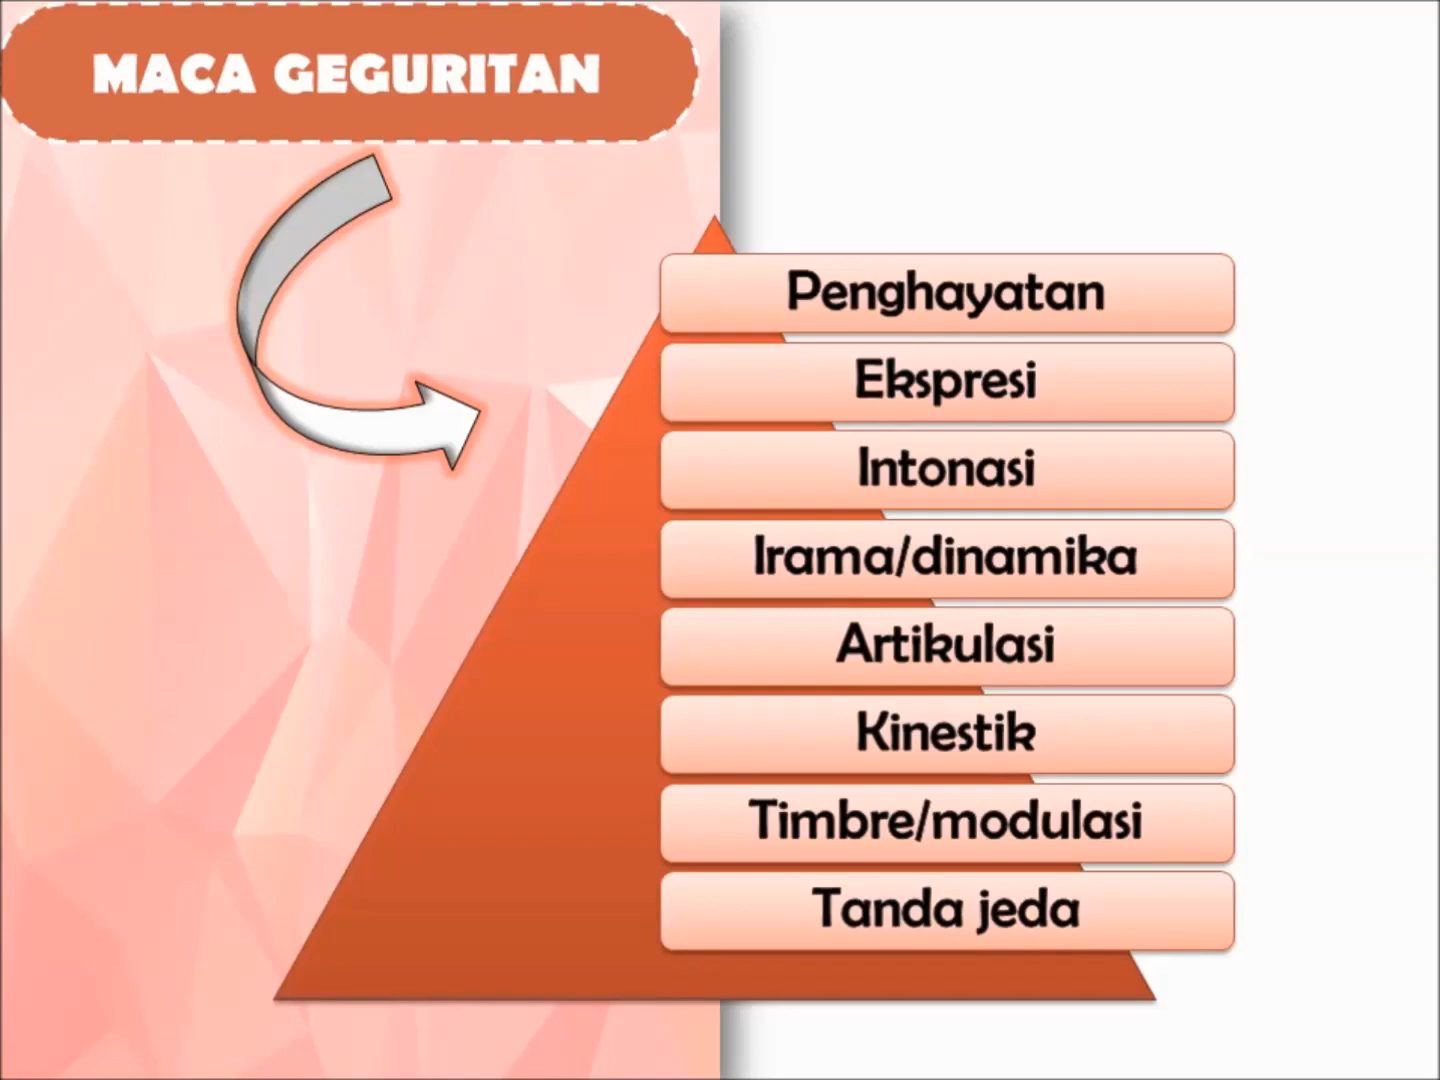 MACA GEGURITAN
Penghayatan
Ekspresi
Intonasi
Irama/dinamika
Artikulasi
Kinestik
Timbre/modulasi
Tanda jeda